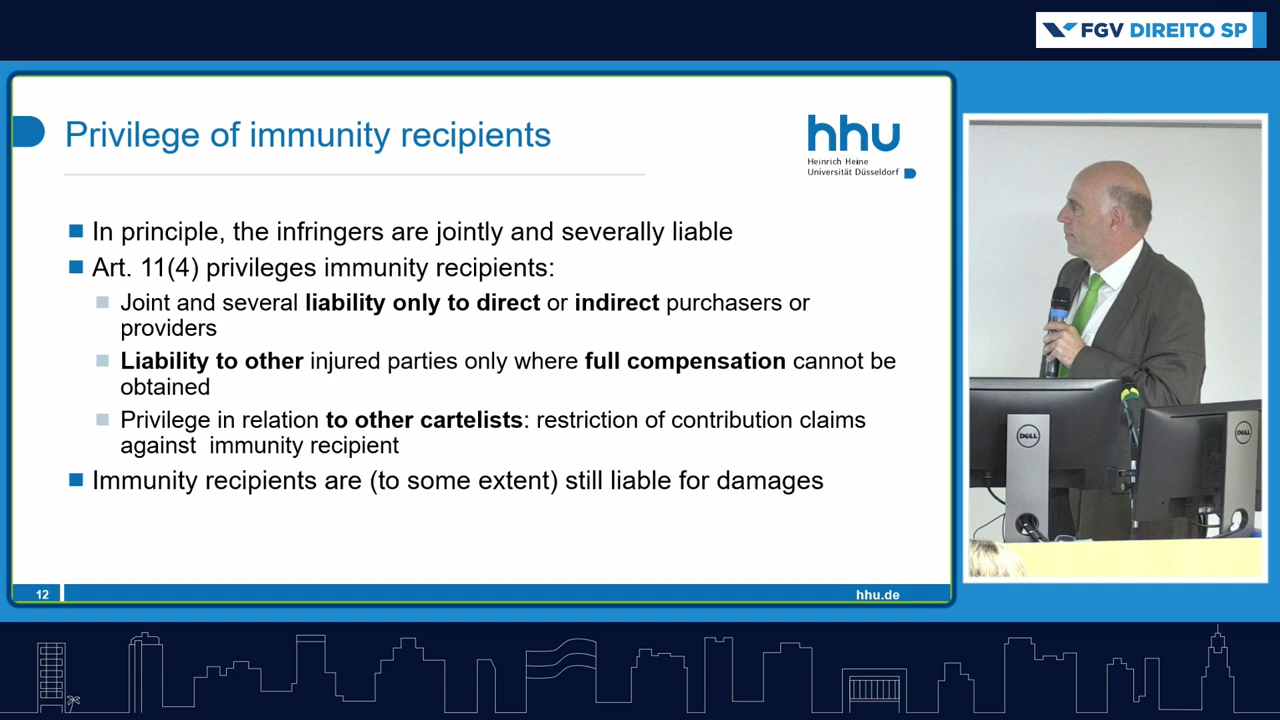 FGV DIREITO SP
Privilege of immunity recipients
hhu
Heinrich Heine
Universität Düsseldorf
In principle, the infringers are jointly and severally liable
Art. 11(4) privileges immunity recipients:
Joint and several liability only to direct or indirect purchasers or
providers
Liability to other injured parties only where full compensation cannot be
obtained
Privilege in relation to other cartelists: restriction of contribution claims
against immunity recipient
Immunity recipients are (to some extent) still liable for damages
12
hhu.de
DELL
DELL